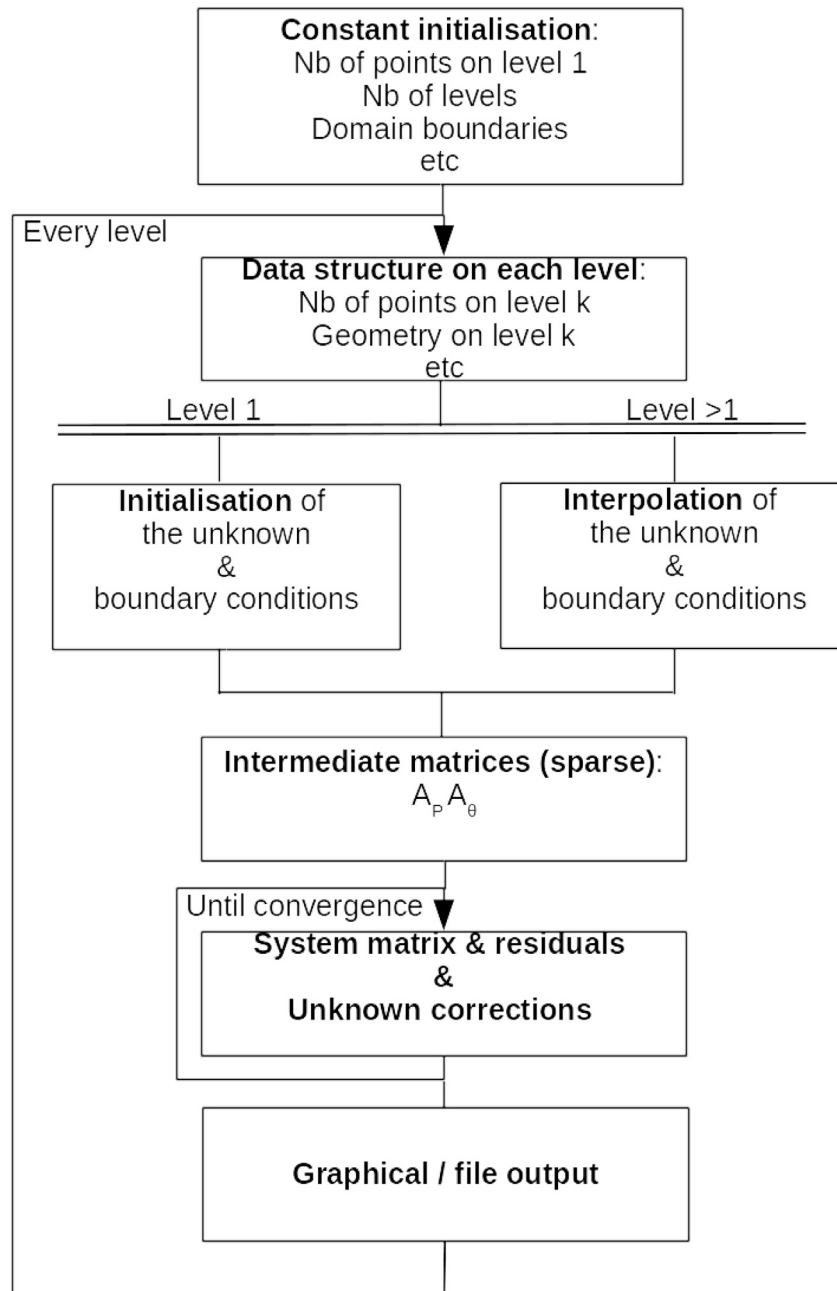 Constant initialisation:
Nb of points on level 1
Nb of levels
Domain boundaries
etc
Every level
Data structure on each level:
Nb of points on level k
Geometry on level k
etc
Level 1
Level >1
Initialisation of
the unknown
&
boundary conditions
Interpolation of
the unknown
&
boundary conditions
Intermediate matrices (sparse):
A_P A_θ
Until convergence
System matrix & residuals
&
Unknown corrections
Graphical / file output